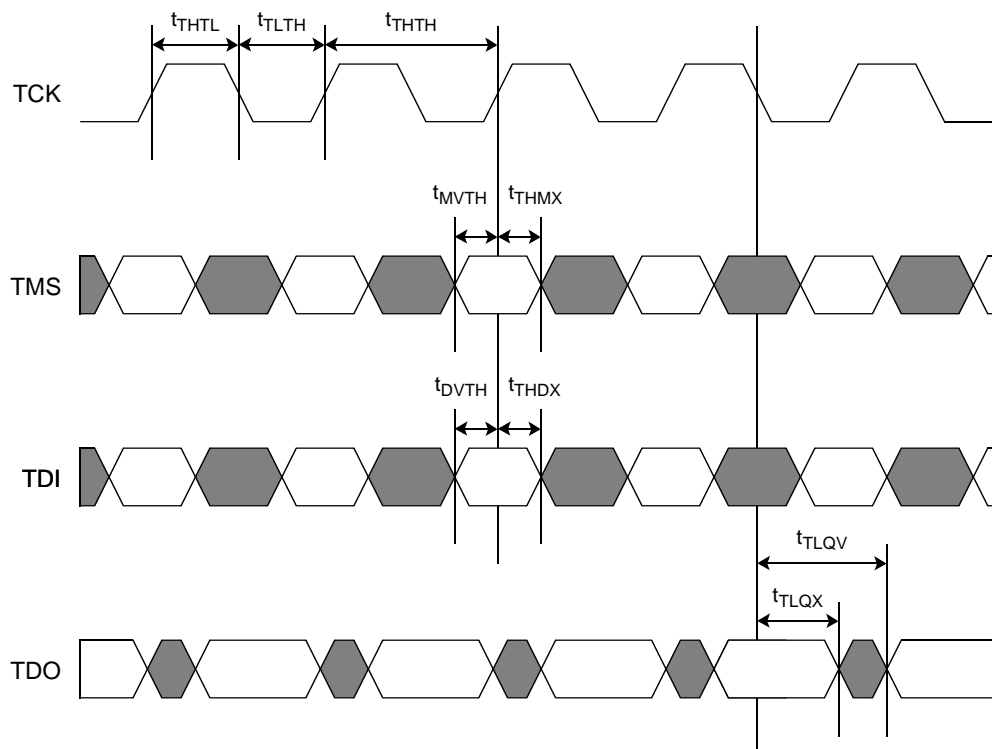 tTHTL tTLTH tTHTH
TCK
tMVTH tTHMX
TMS
tDVTH tTHDX
TDI
tTLQV
tTLQX
TDO